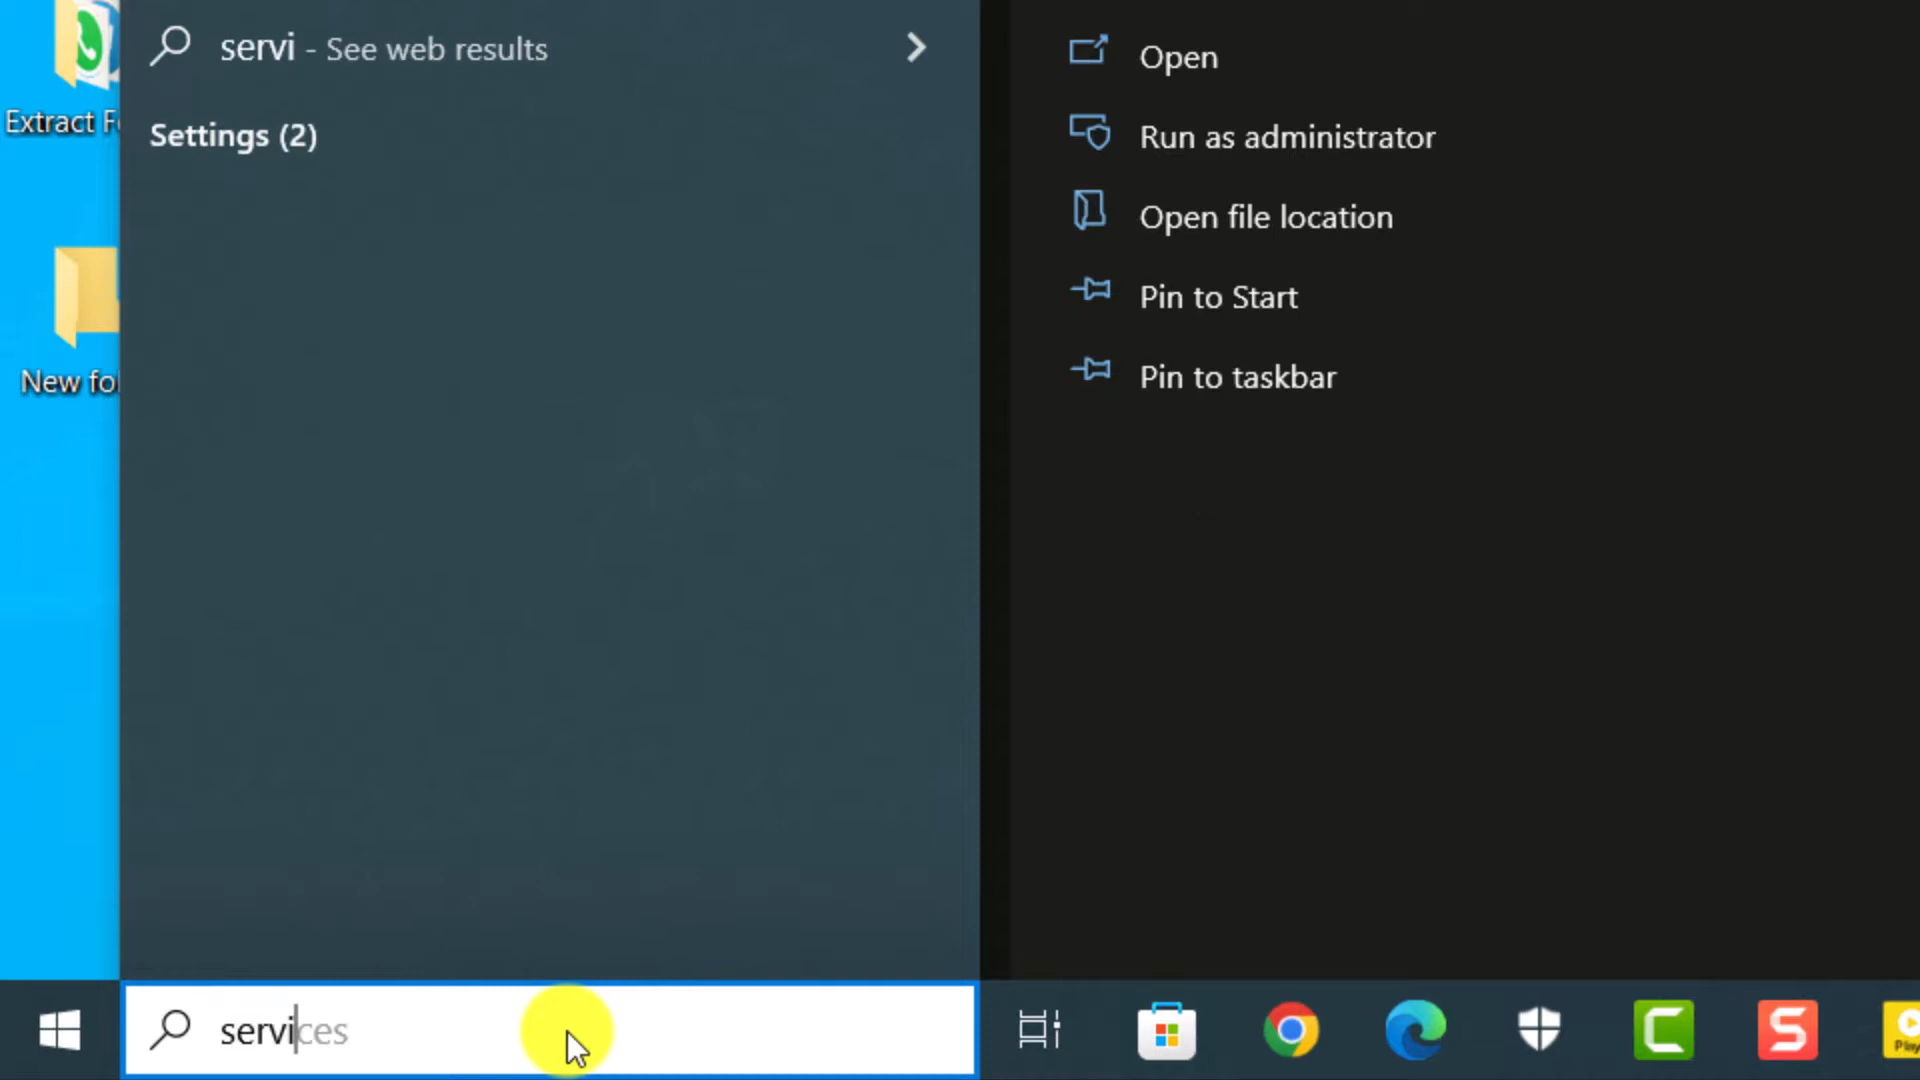 servi - See web results
Settings (2)
Open
Run as administrator
Open file location
Pin to Start
Pin to taskbar
Extract
New
services
Play